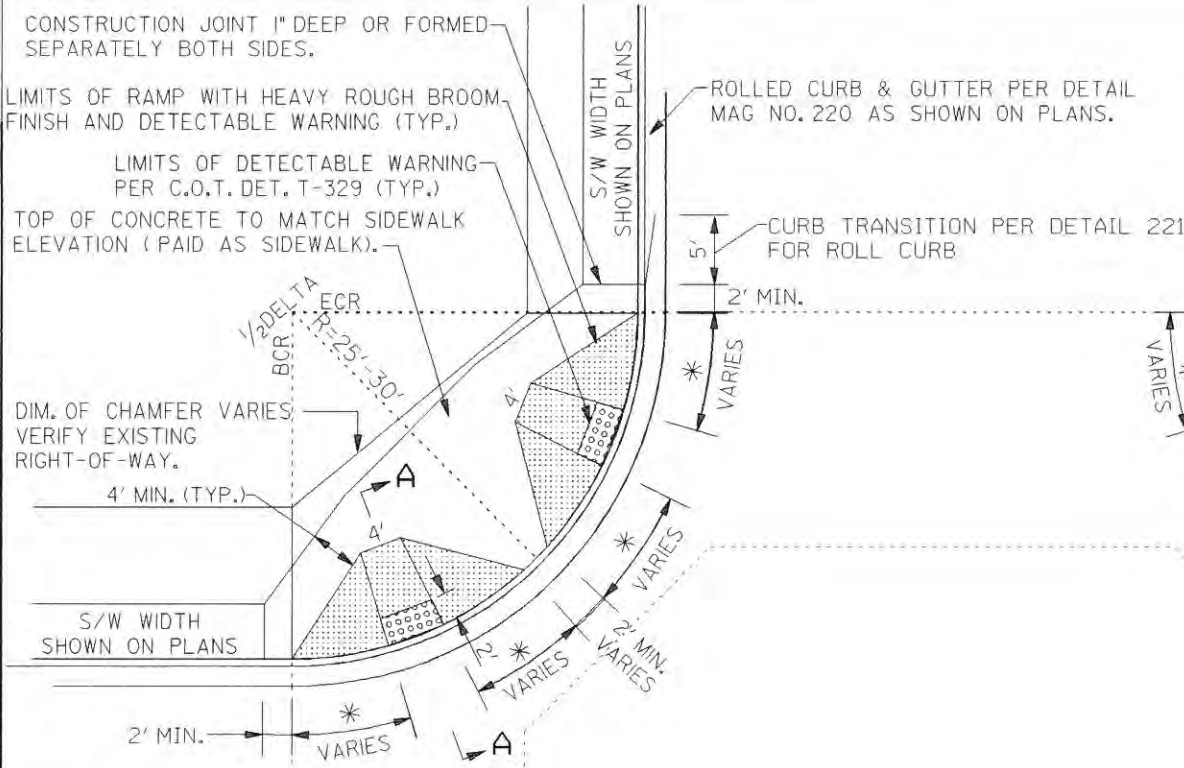 CONSTRUCTION JOINT 1" DEEP OR FORMED
SEPARATELY BOTH SIDES.
LIMITS OF RAMP WITH HEAVY ROUGH BROOM
FINISH AND DETECTABLE WARNING (TYP.)
LIMITS OF DETECTABLE WARNING
PER C.O.T. DET. T-329 (TYP.)
TOP OF CONCRETE TO MATCH SIDEWALK
ELEVATION (PAID AS SIDEWALK).
S/W WIDTH
SHOWN ON PLANS
ROLLED CURB & GUTTER PER DETAIL
MAG NO. 220 AS SHOWN ON PLANS.
5'
CURB TRANSITION PER DETAIL 221
FOR ROLL CURB
2' MIN.
1/2 DELTA
ECR
BCR
R=25'-30'
*
VARIES
VARIES
DIM. OF CHAMFER VARIES
VERIFY EXISTING
RIGHT-OF-WAY.
4' MIN. (TYP.)
4'
A
4'
*
VARIES
S/W WIDTH
SHOWN ON PLANS
2'
*
VARIES
2' MIN.
VARIES
2' MIN.
*
VARIES
A